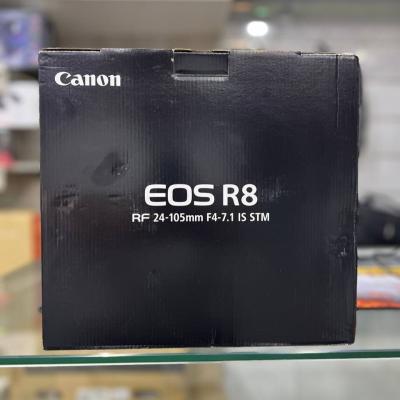 Canon
EOS R8
RF 24-105mm F4-7.1 IS STM